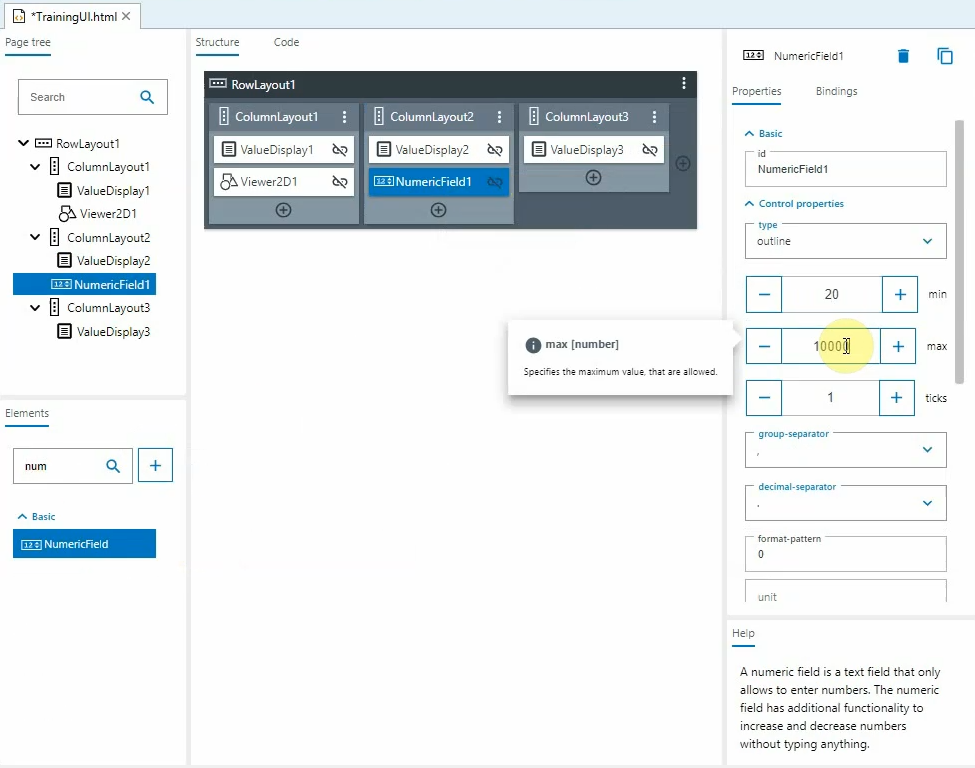 *TrainingUI.html
Page tree
Search
RowLayout1
ColumnLayout1
ValueDisplay1
Viewer2D1
ColumnLayout2
ValueDisplay2
NumericField1
ColumnLayout3
ValueDisplay3
Elements
num
Basic
NumericField
Structure Code
RowLayout1
ColumnLayout1 ColumnLayout2 ColumnLayout3
ValueDisplay1 ValueDisplay2 ValueDisplay3
Viewer2D1 NumericField1
max [number]
Specifies the maximum value, that are allowed.
NumericField1
Properties Bindings
Basic
id
NumericField1
Control properties
type
outline
20 min
10000 max
1 ticks
group-separator
,
decimal-separator
.
format-pattern
0
unit
Help
A numeric field is a text field that only
allows to enter numbers. The numeric
field has additional functionality to
increase and decrease numbers
without typing anything.